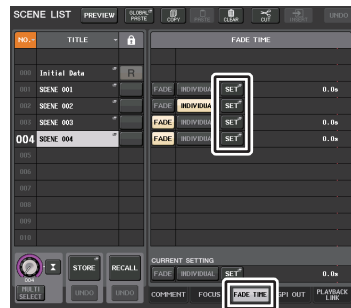 SCENE LIST PREVIEW GLOBAL PASTE COPY PASTE CLEAR CUT INSERT UNDO
NO. TITLE FADE TIME
000 Initial Data R
001 SCENE 001 FADE INDIVIDUAL SET 0.0s
002 SCENE 002 FADE INDIVIDUAL SET
003 SCENE 003 FADE INDIVIDUAL SET 0.0s
004 SCENE 004 FADE INDIVIDUAL SET 0.0s
005
006
007
008
009
010
CURRENT SETTING
004 STORE RECALL FADE INDIVIDUAL SET 0.0s
MULTI SELECT UNDO UNDO COMMENT FOCUS FADE TIME GPI OUT PLAYBACK LINK